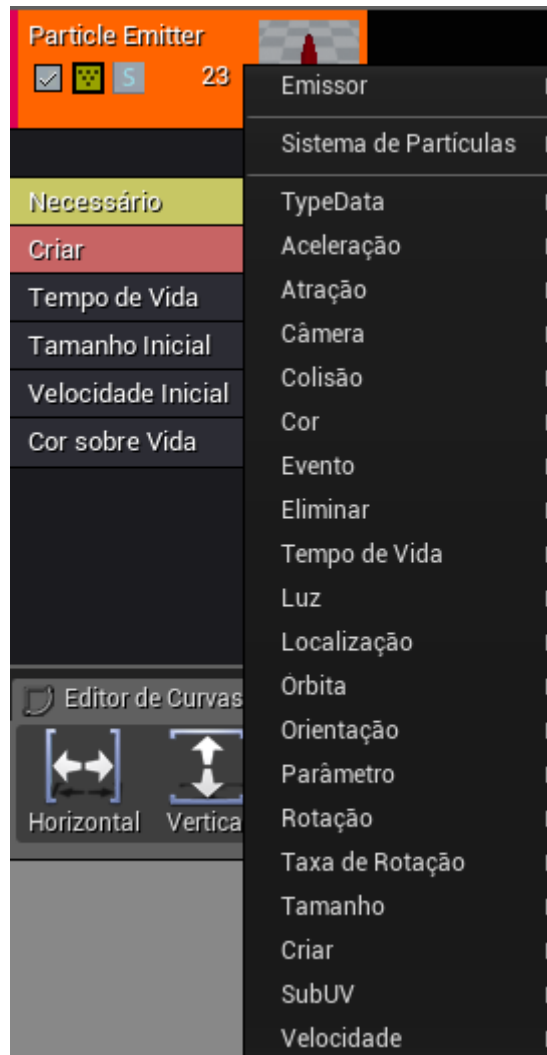 Particle Emitter
S
23
Necessário
Criar
Tempo de Vida
Tamanho Inicial
Velocidade Inicial
Cor sobre Vida
Editor de Curvas
Horizontal
Vertica
Emissor
Sistema de Partículas
TypeData
Aceleração
Atração
Câmera
Colisão
Cor
Evento
Eliminar
Tempo de Vida
Luz
Localização
Órbita
Orientação
Parâmetro
Rotação
Taxa de Rotação
Tamanho
Criar
SubUV
Velocidade